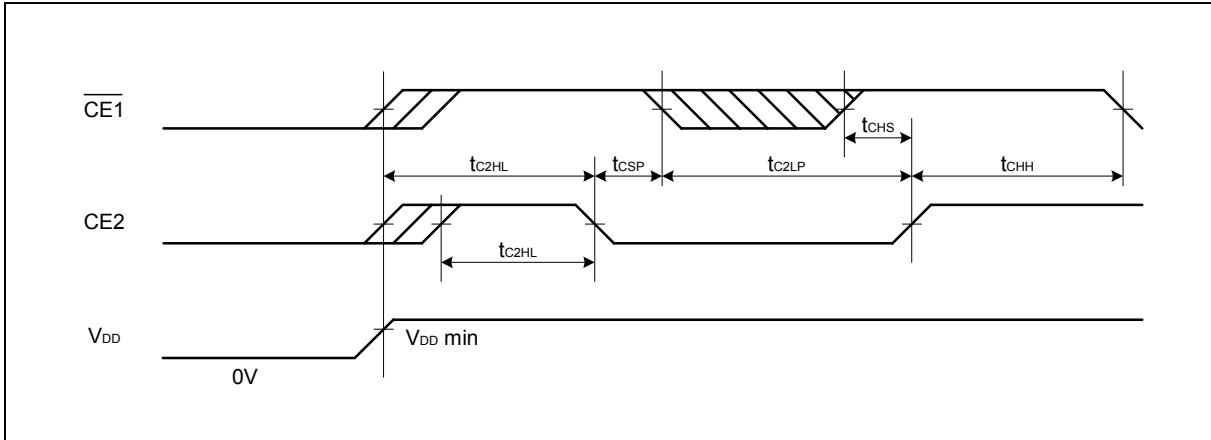 CE1
tCHS
tC2HL
tCSP
tC2LP
tCHH
CE2
tC2HL
VDD
VDD min
0V